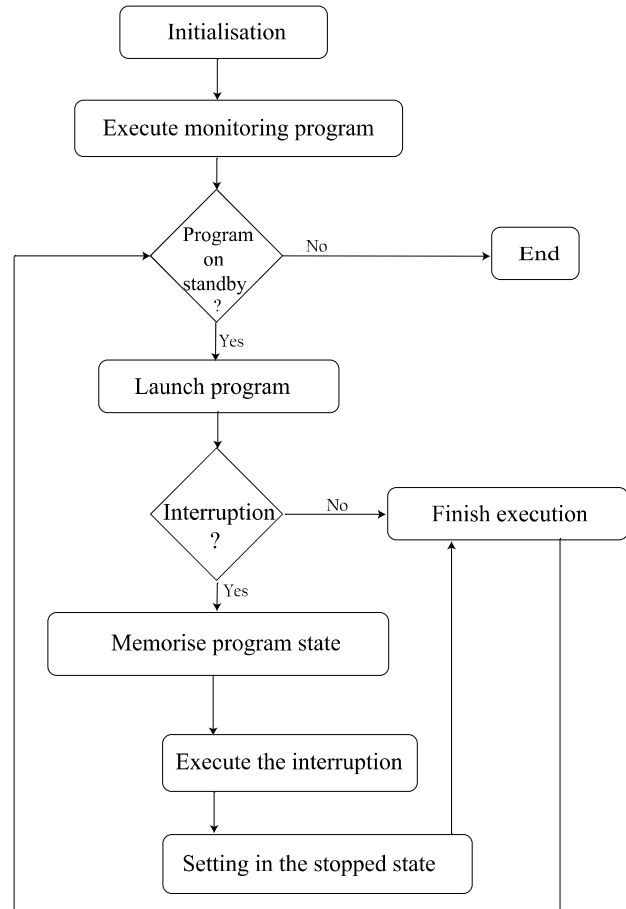 Initialisation
Execute monitoring program
Program
on
standby
?
No
End
Yes
Launch program
Interruption
?
No
Finish execution
Yes
Memorise program state
Execute the interruption
Setting in the stopped state